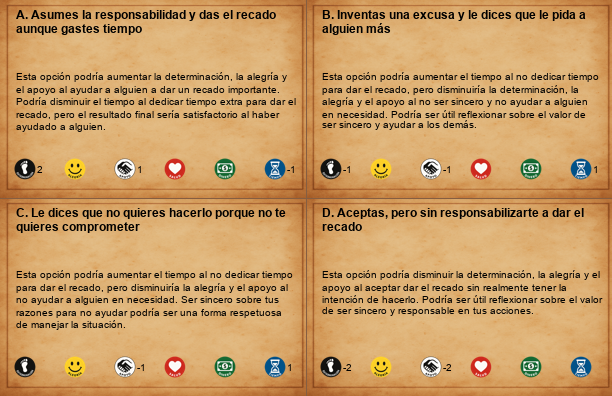 A. Asumes la responsabilidad y das el recado
aunque gastes tiempo
Esta opción podría aumentar la determinación, la alegría y
el apoyo al ayudar a alguien a dar un recado importante.
Podría disminuir el tiempo al dedicar tiempo extra para dar el
recado, pero el resultado final sería satisfactorio al haber
ayudado a alguien.
2 1 -1
B. Inventas una excusa y le dices que le pida a
alguien más
Esta opción podría aumentar el tiempo al no dedicar tiempo
para dar el recado, pero disminuiría la determinación, la
alegría y el apoyo al no ser sincero y no ayudar a alguien
en necesidad. Podría ser útil reflexionar sobre el valor de
ser sincero y ayudar a los demás.
-1 -1 1
C. Le dices que no quieres hacerlo porque no te
quieres comprometer
Esta opción podría aumentar el tiempo al no dedicar tiempo
para dar el recado, pero disminuiría la alegría y el apoyo al
no ayudar a alguien en necesidad. Ser sincero sobre tus
razones para no ayudar podría ser una forma respetuosa
de manejar la situación.
-1 1
D. Aceptas, pero sin responsabilizarte a dar el
recado
Esta opción podría disminuir la determinación, la alegría y el
apoyo al aceptar dar el recado sin realmente tener la
intención de hacerlo. Podría ser útil reflexionar sobre el valor
de ser sincero y responsable en tus acciones.
-2 -2